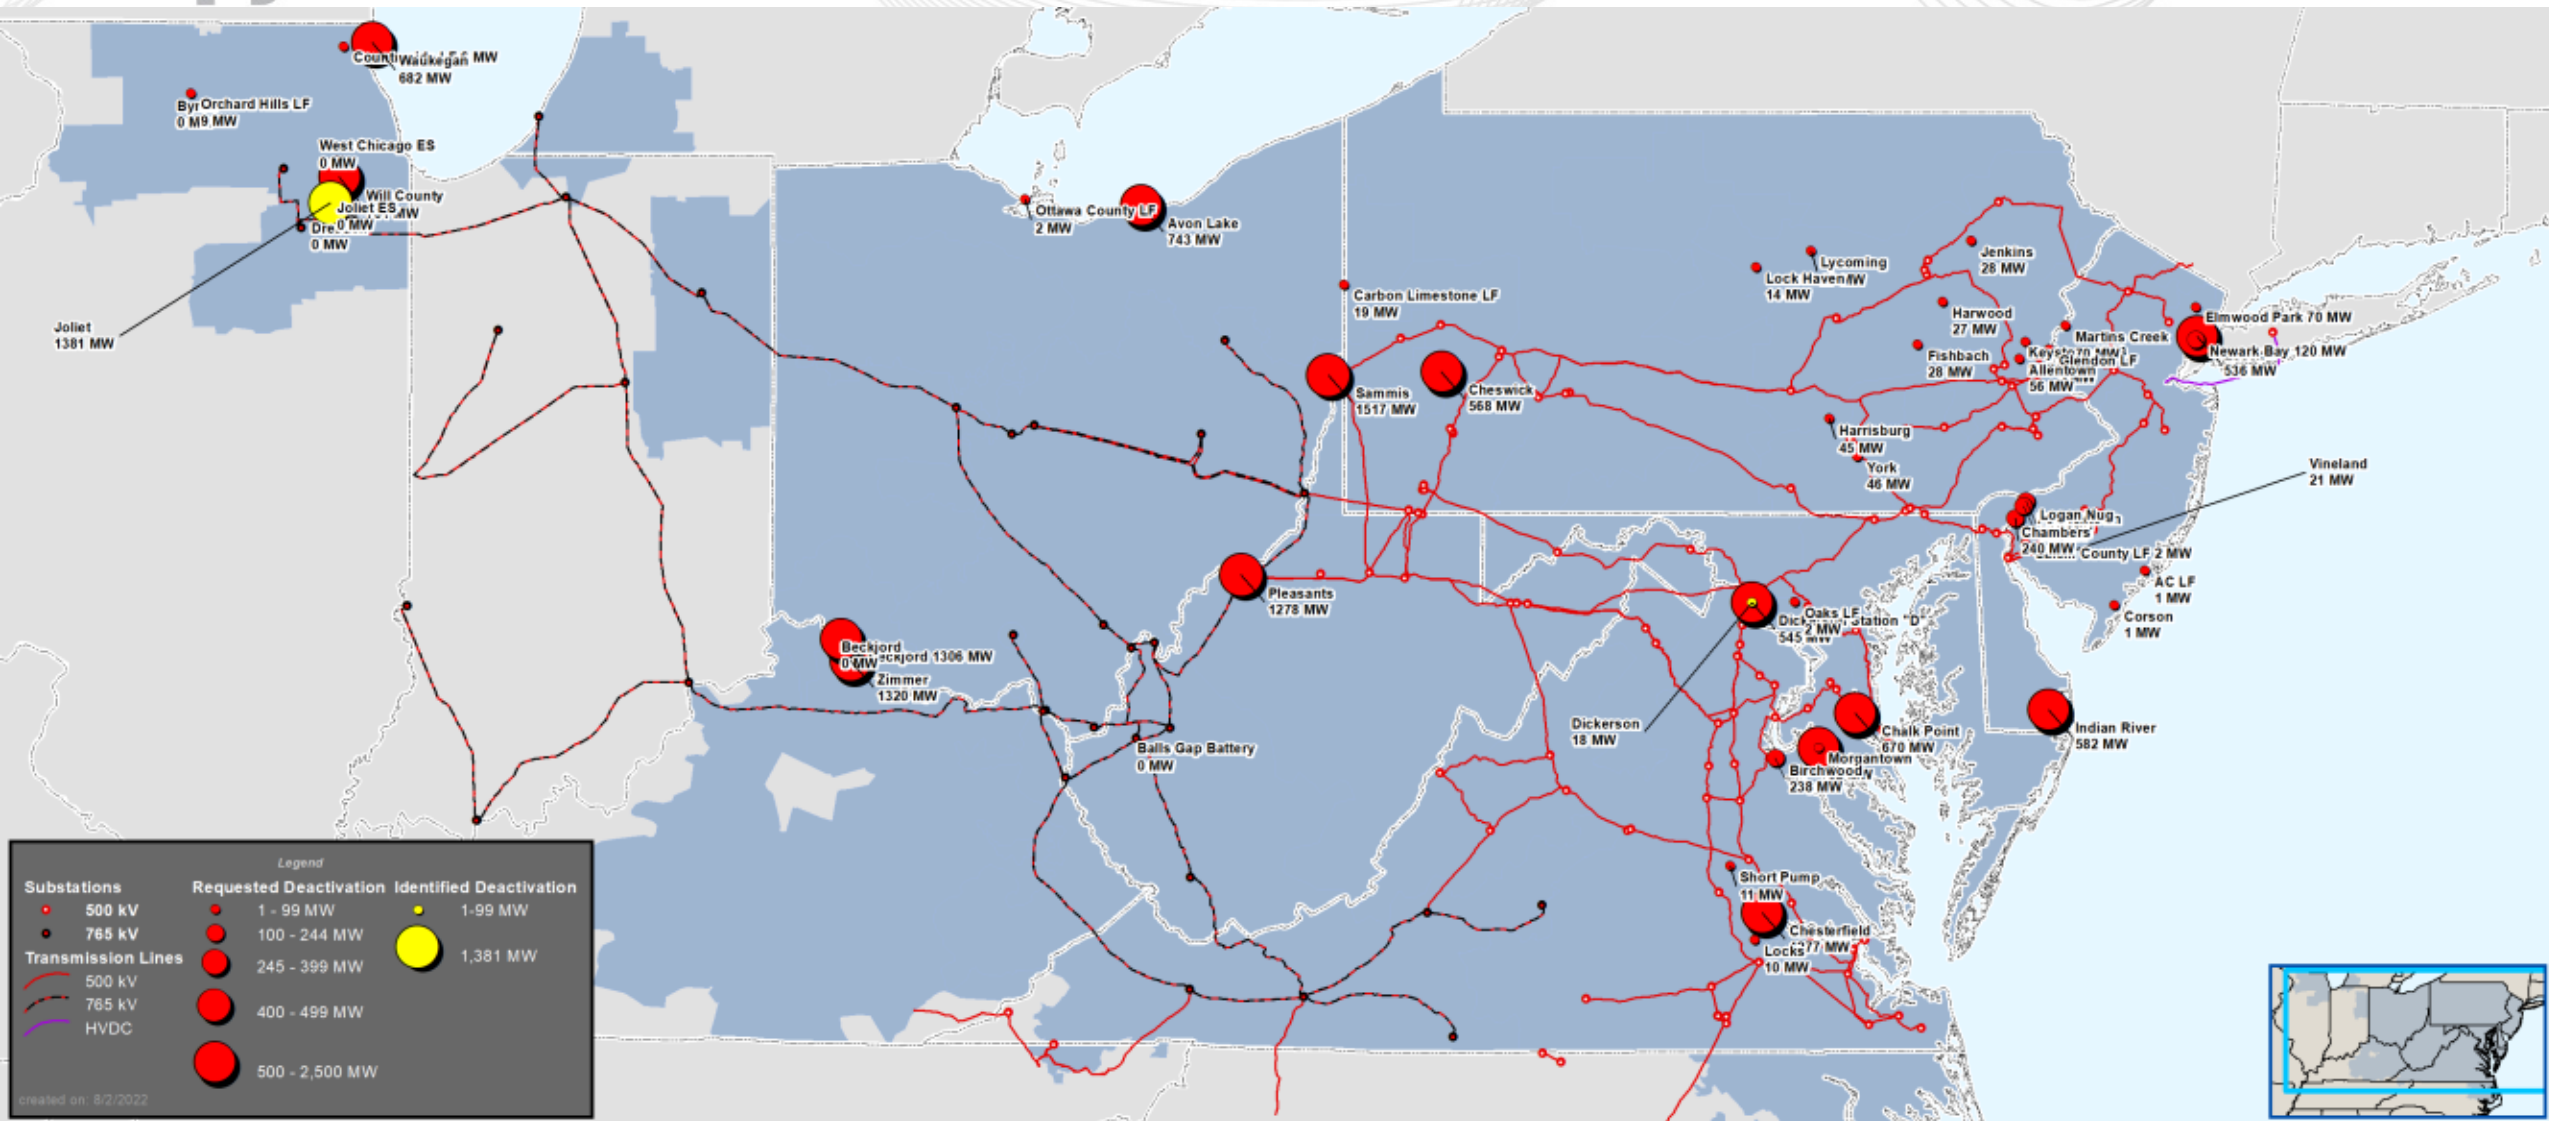 Waukegan
MW
682 MW
Orchard Hills LF
0 M9 MW
West Chicago ES
0 MW
Will County
MW
Joliet ES
0 MW
0 MW
Joliet
1381 MW
Ottawa County LF
2 MW
Avon Lake
743 MW
Carbon Limestone LF
19 MW
Sammis
1517 MW
Cheswick
568 MW
Lycoming
Lock Haven
14 MW
Jenkins
28 MW
Harwood
27 MW
Fishbach
28 MW
Martins Creek
Glendon LF
Allentown
56 MW
Elmwood Park 70 MW
Newark Bay 120 MW
536 MW
Harrisburg
45 MW
York
46 MW
Vineland
21 MW
Logan Nug
Chambers
240 MW
County LF 2 MW
AC LF
1 MW
Corson
1 MW
Pleasants
1278 MW
Oaks LF
Station "D"
2 MW
545 MW
Dickerson
18 MW
Beckjord
0 MW
1306 MW
Zimmer
1320 MW
Balls Gap Battery
0 MW
Chalk Point
670 MW
Morgantown
Birchwood
238 MW
Indian River
582 MW
Short Pump
11 MW
Chesterfield
Locks
10 MW
Legend
Substations
500 kV
765 kV
Transmission Lines
500 kV
765 kV
HVDC
Requested Deactivation
1 - 99 MW
100 - 244 MW
245 - 399 MW
400 - 499 MW
500 - 2,500 MW
Identified Deactivation
1-99 MW
1,381 MW
created on: 8/2/2022